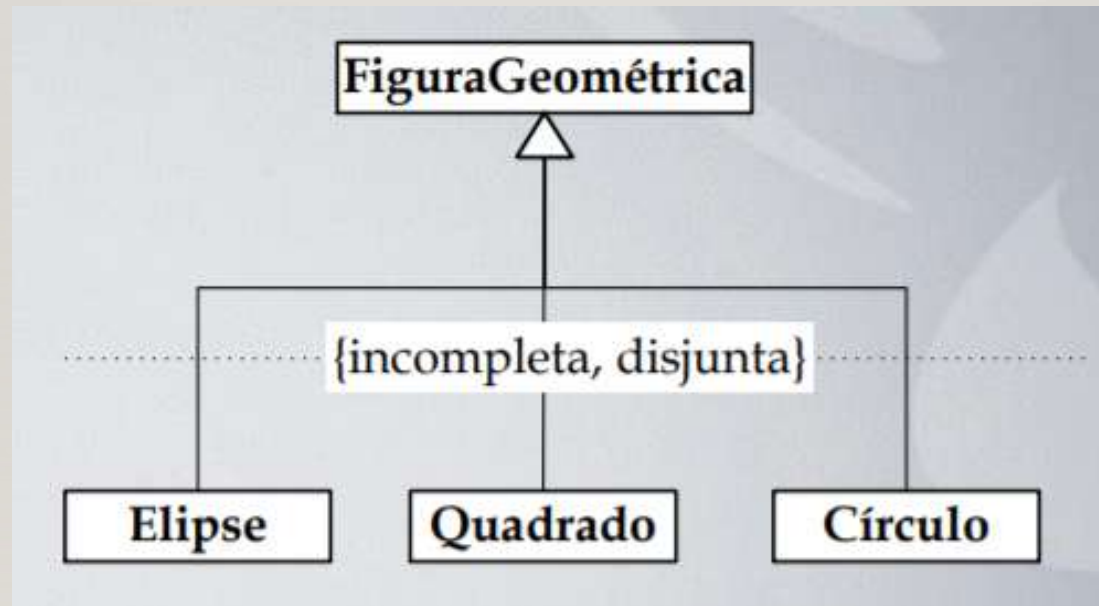 FiguraGeométrica
{incompleta, disjunta}
Elipse
Quadrado
Círculo